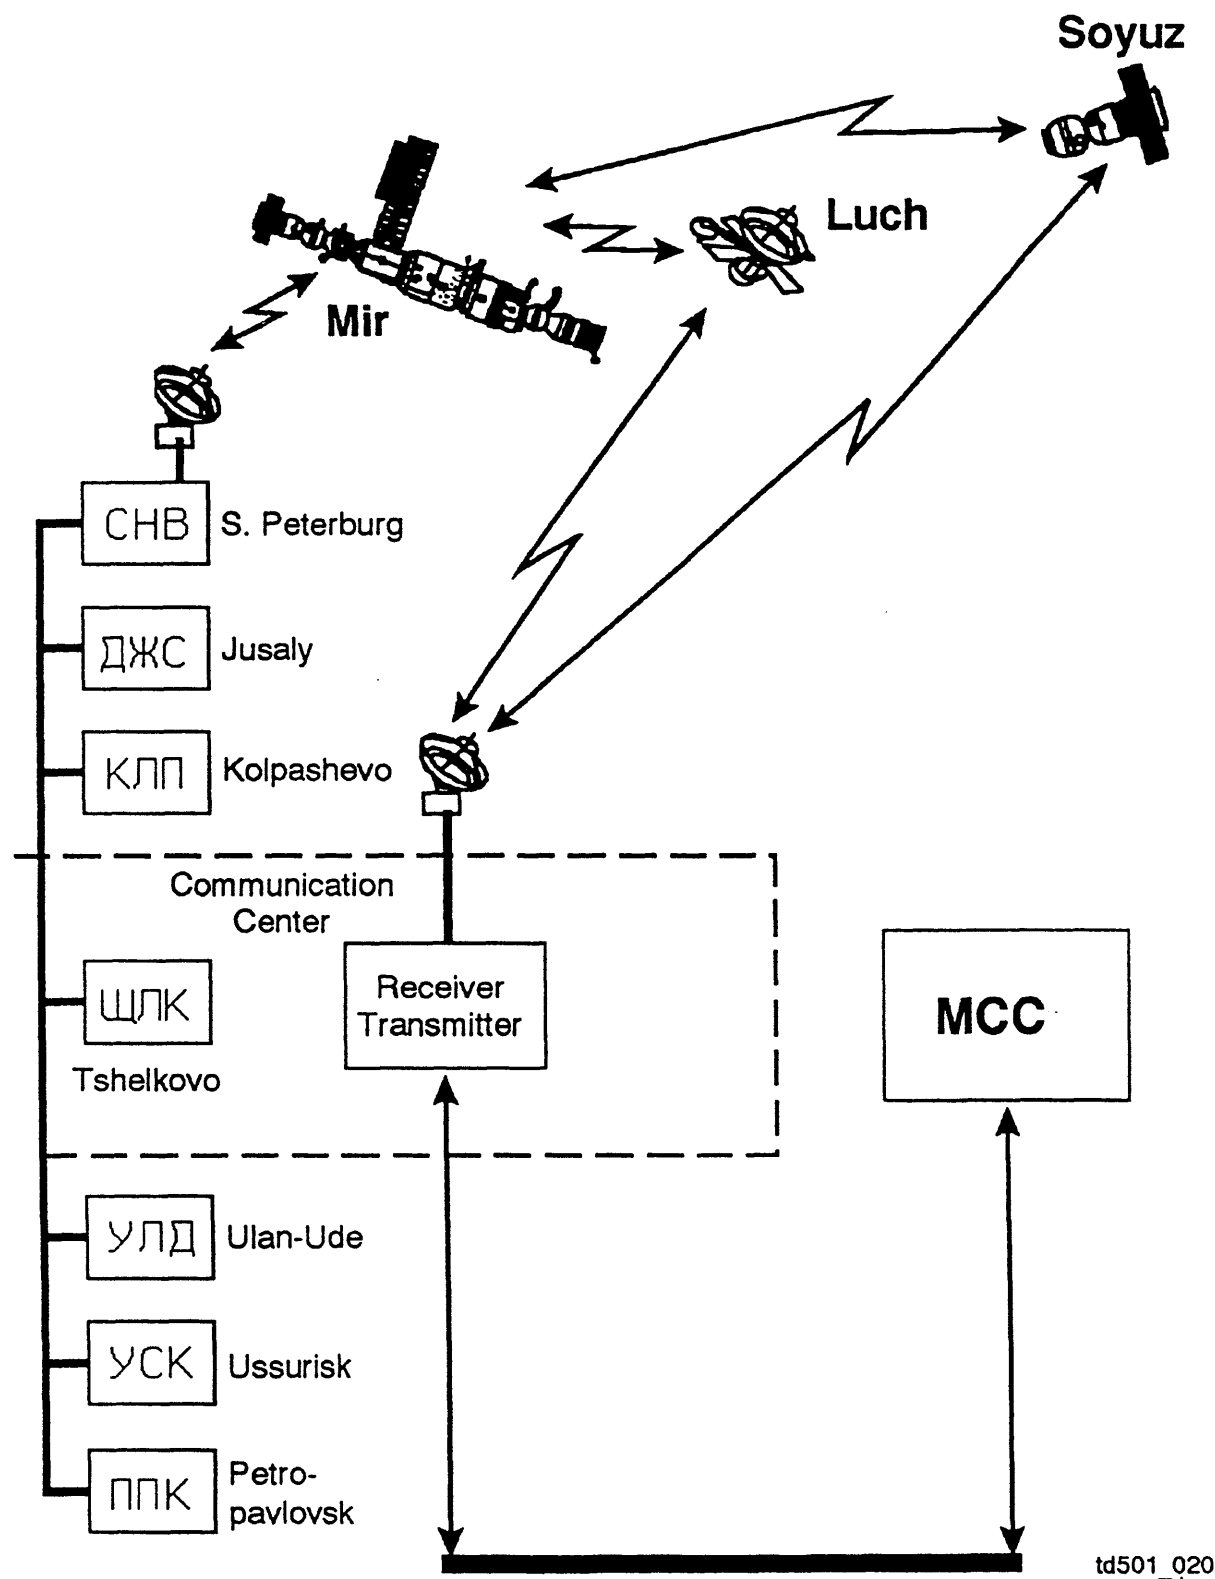 Soyuz
Luch
Mir
СНВ
S. Peterburg
ДЖС
Jusaly
КЛП
Kolpashevo
Communication
Center
ЩЛК
Tshelkovo
Receiver
Transmitter
MCC
УЛД
Ulan-Ude
УСК
Ussurisk
ППК
Petro-
pavlovsk
td501_020